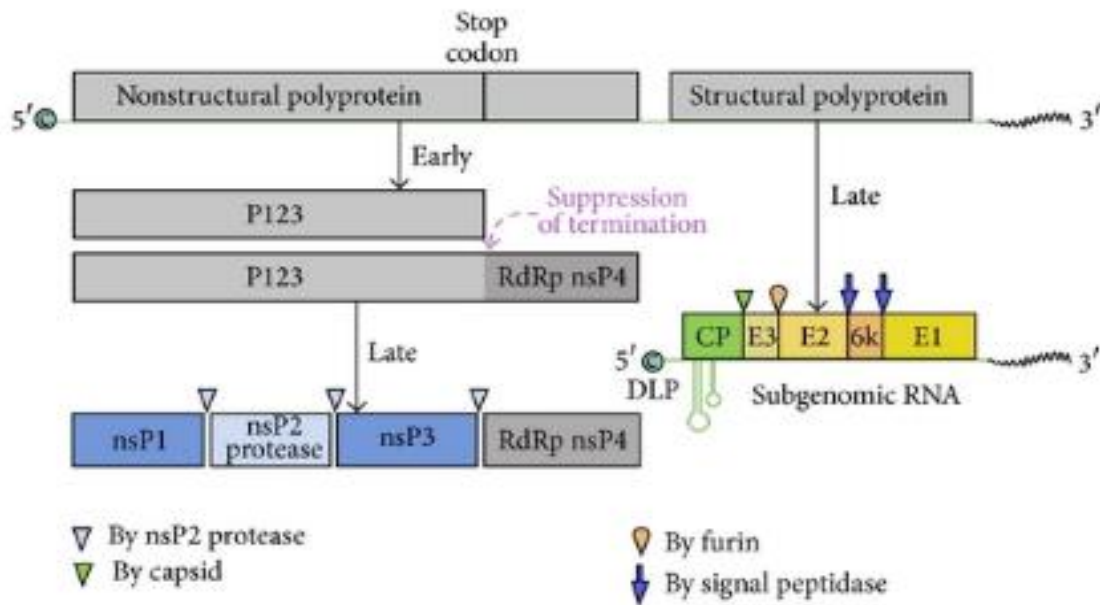 Stop
codon
Nonstructural polyprotein
Structural polyprotein
5′ C
3′
Early
P123
Suppression
of termination
Late
P123
RdRp nsP4
CP
E3
E2
6k
E1
Late
5′ C
3′
DLP
Subgenomic RNA
nsP1
nsP2
protease
nsP3
RdRp nsP4
By nsP2 protease
By capsid
By furin
By signal peptidase